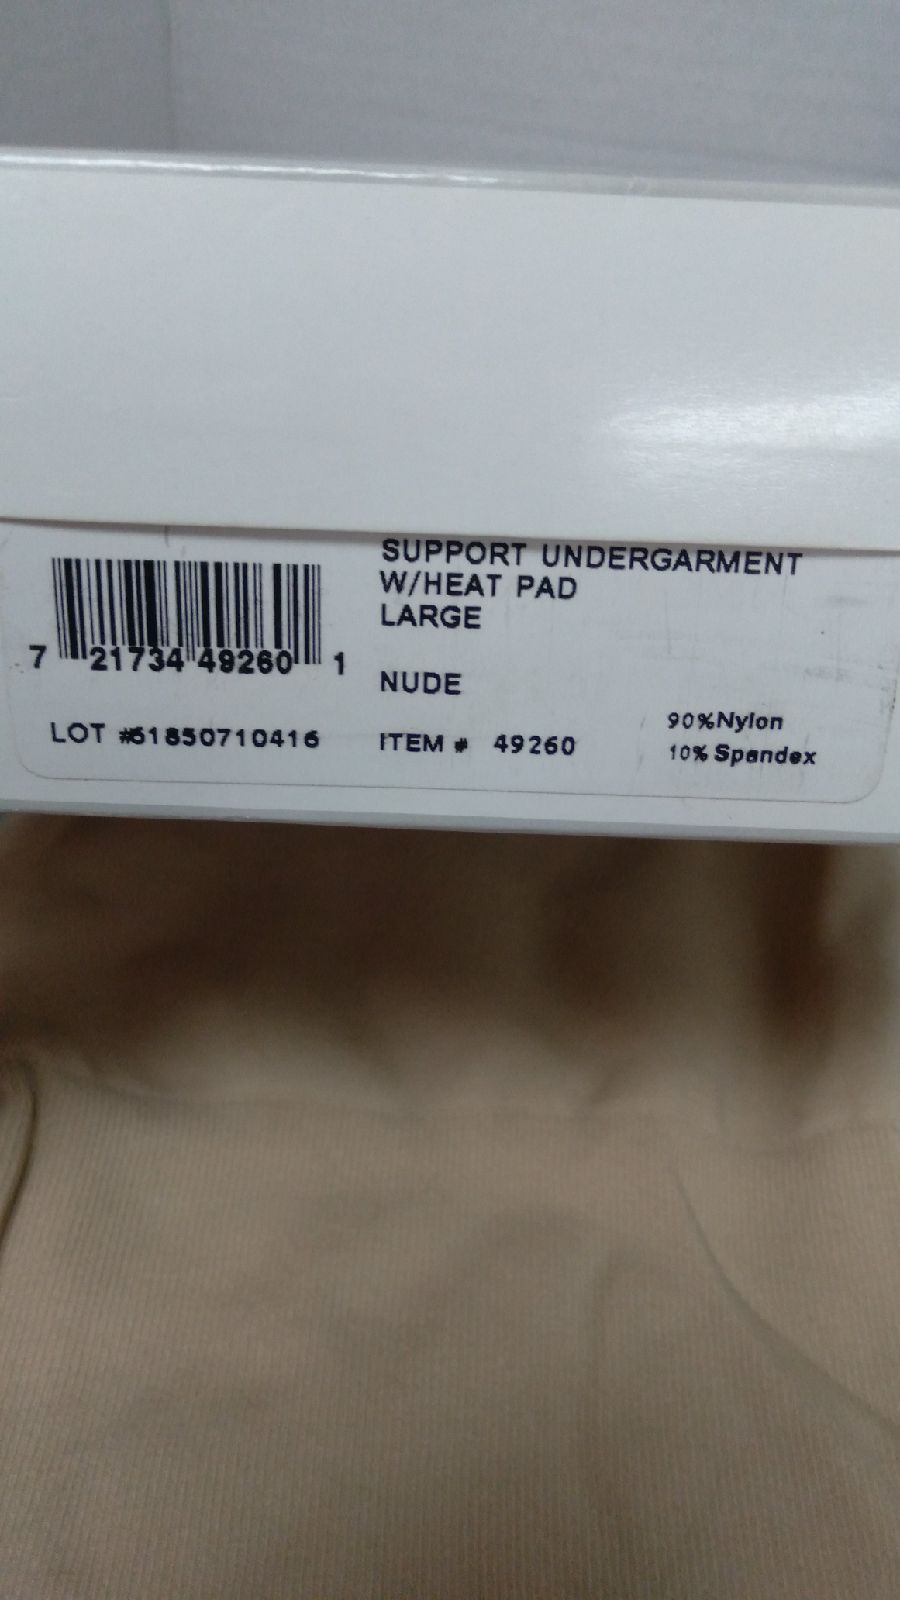 SUPPORT UNDERGARMENT
W/HEAT PAD
LARGE
7 21734 49260 1
NUDE
LOT #61850710416
ITEM # 49260
90%Nylon
10% Spandex